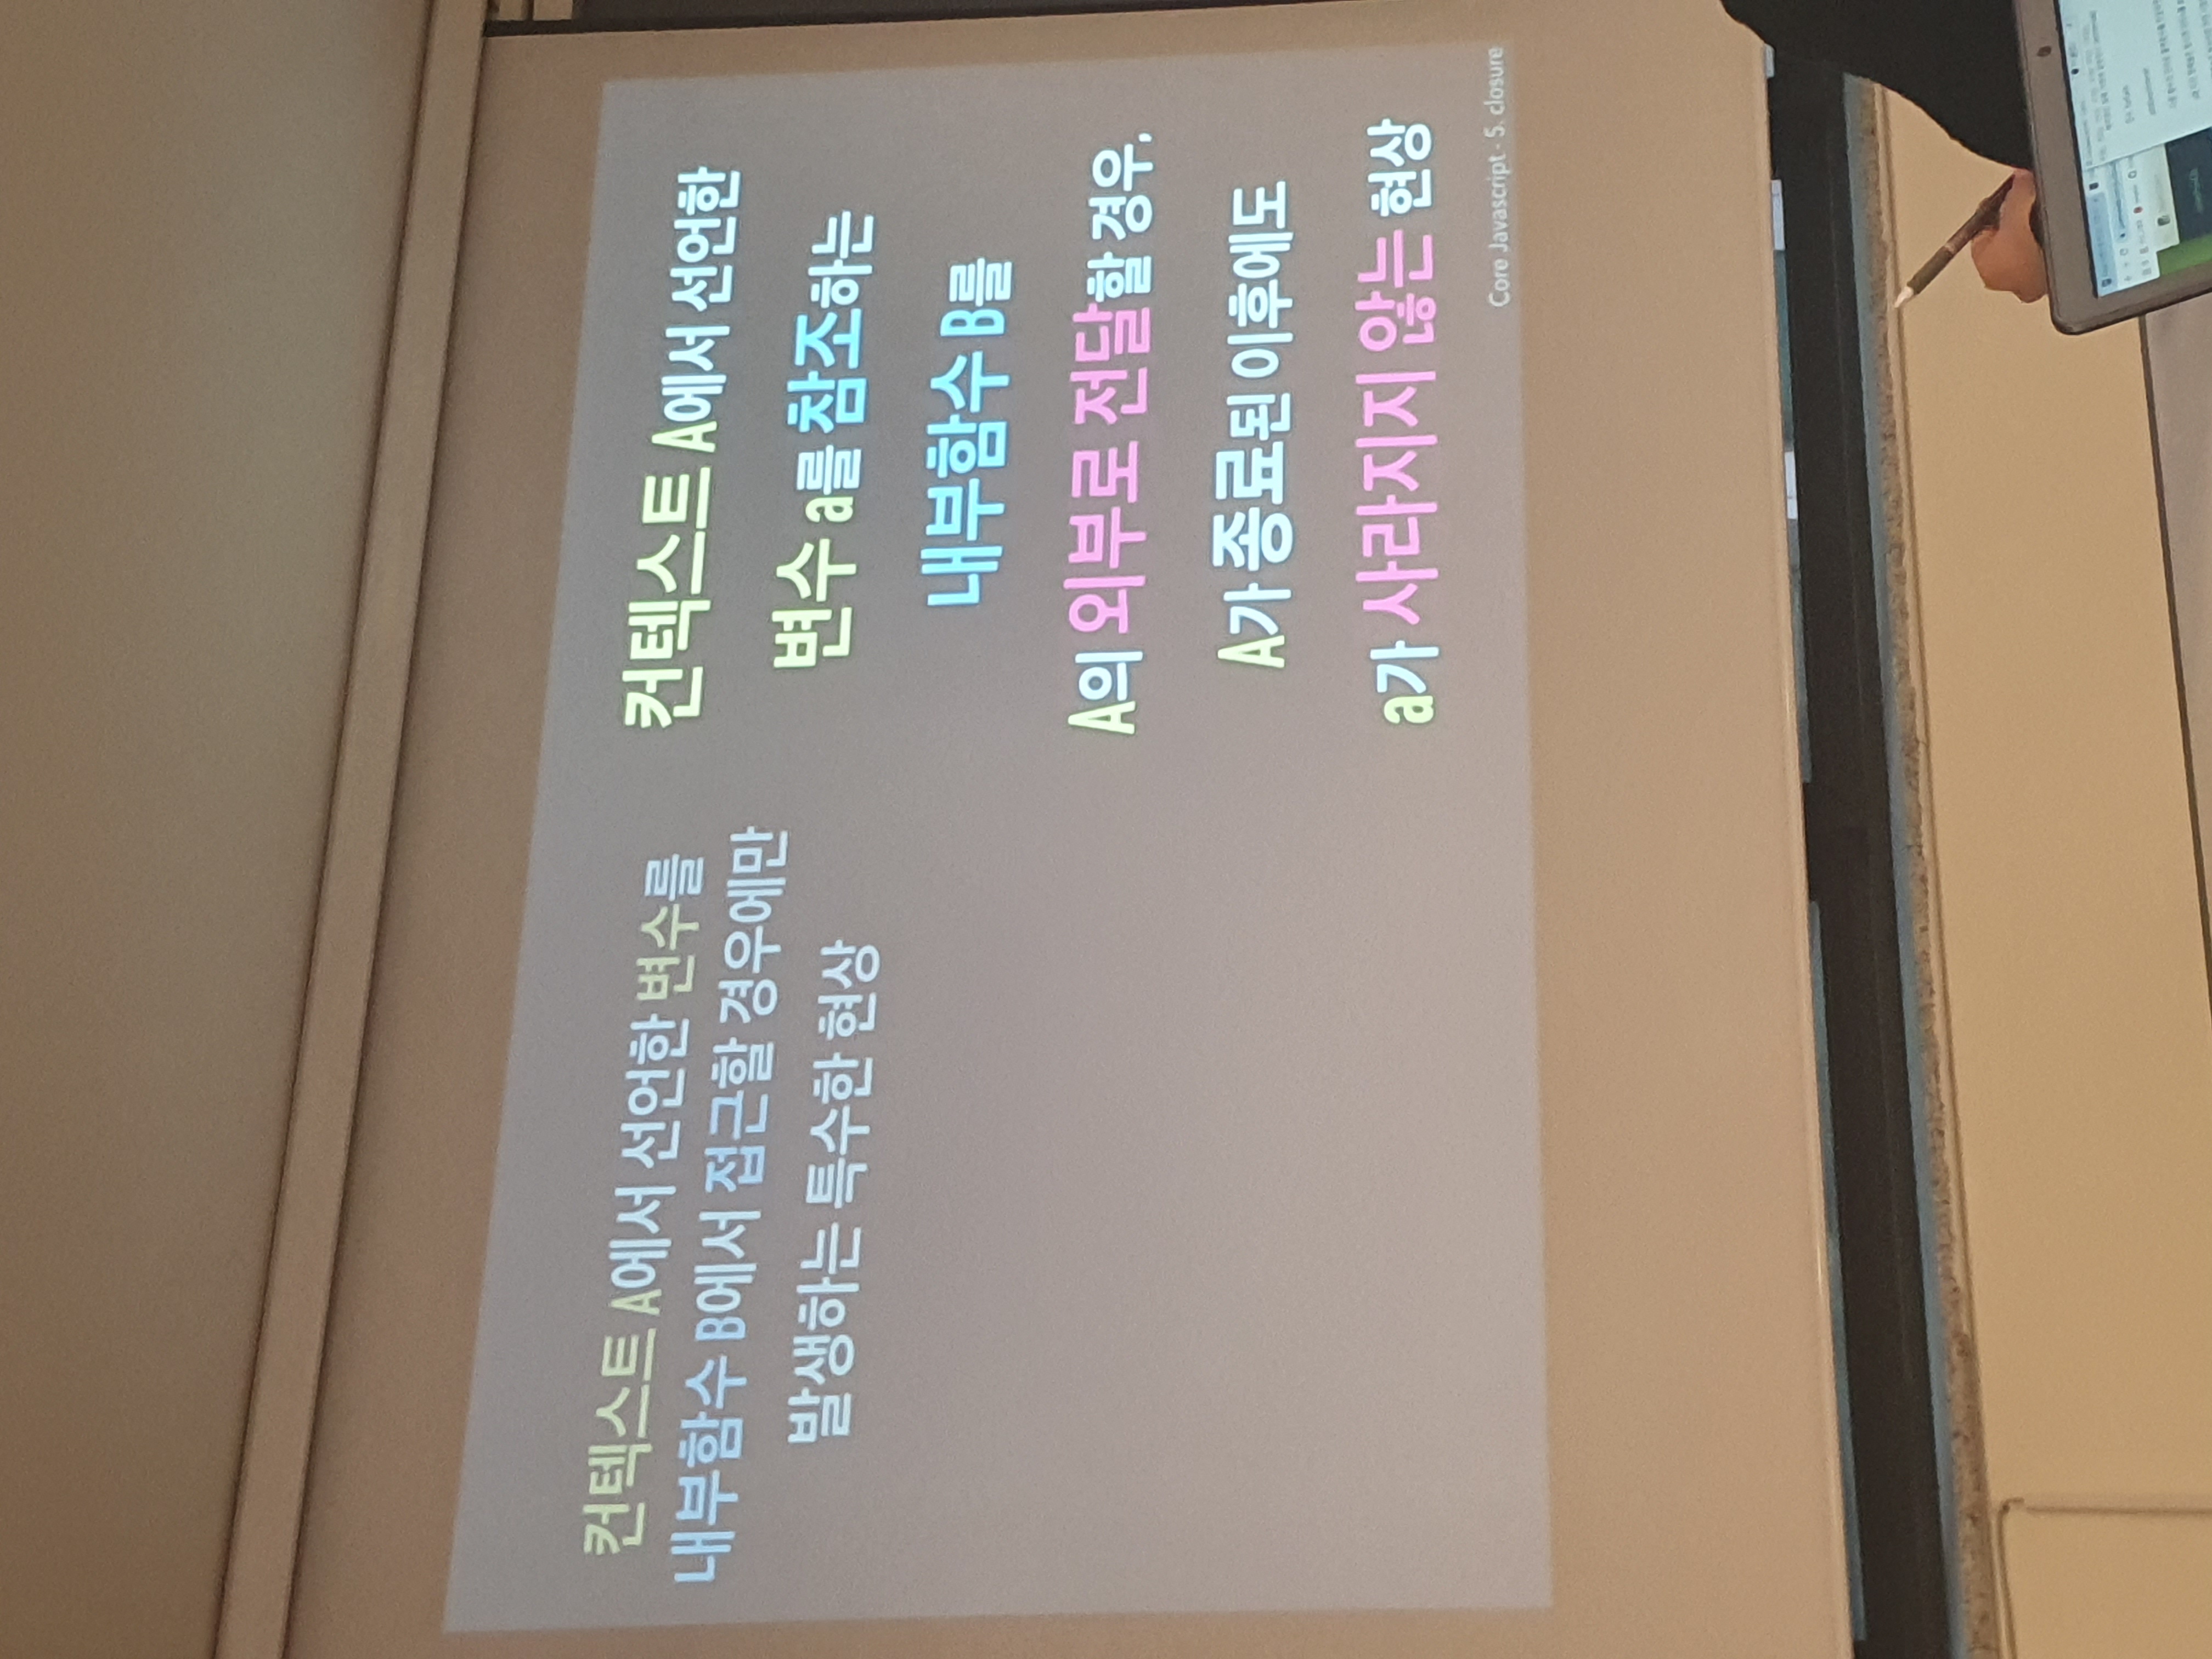 컨텍스트 A에서 선언한 변수를
내부함수 B에서 접근할 경우에만
발생하는 특수한 현상
컨텍스트 A에서 선언한
변수 a를 참조하는
내부함수 B를
A의 외부로 전달할 경우,
A가 종료된 이후에도
a가 사라지지 않는 현상
Core Javascript - 5. closure